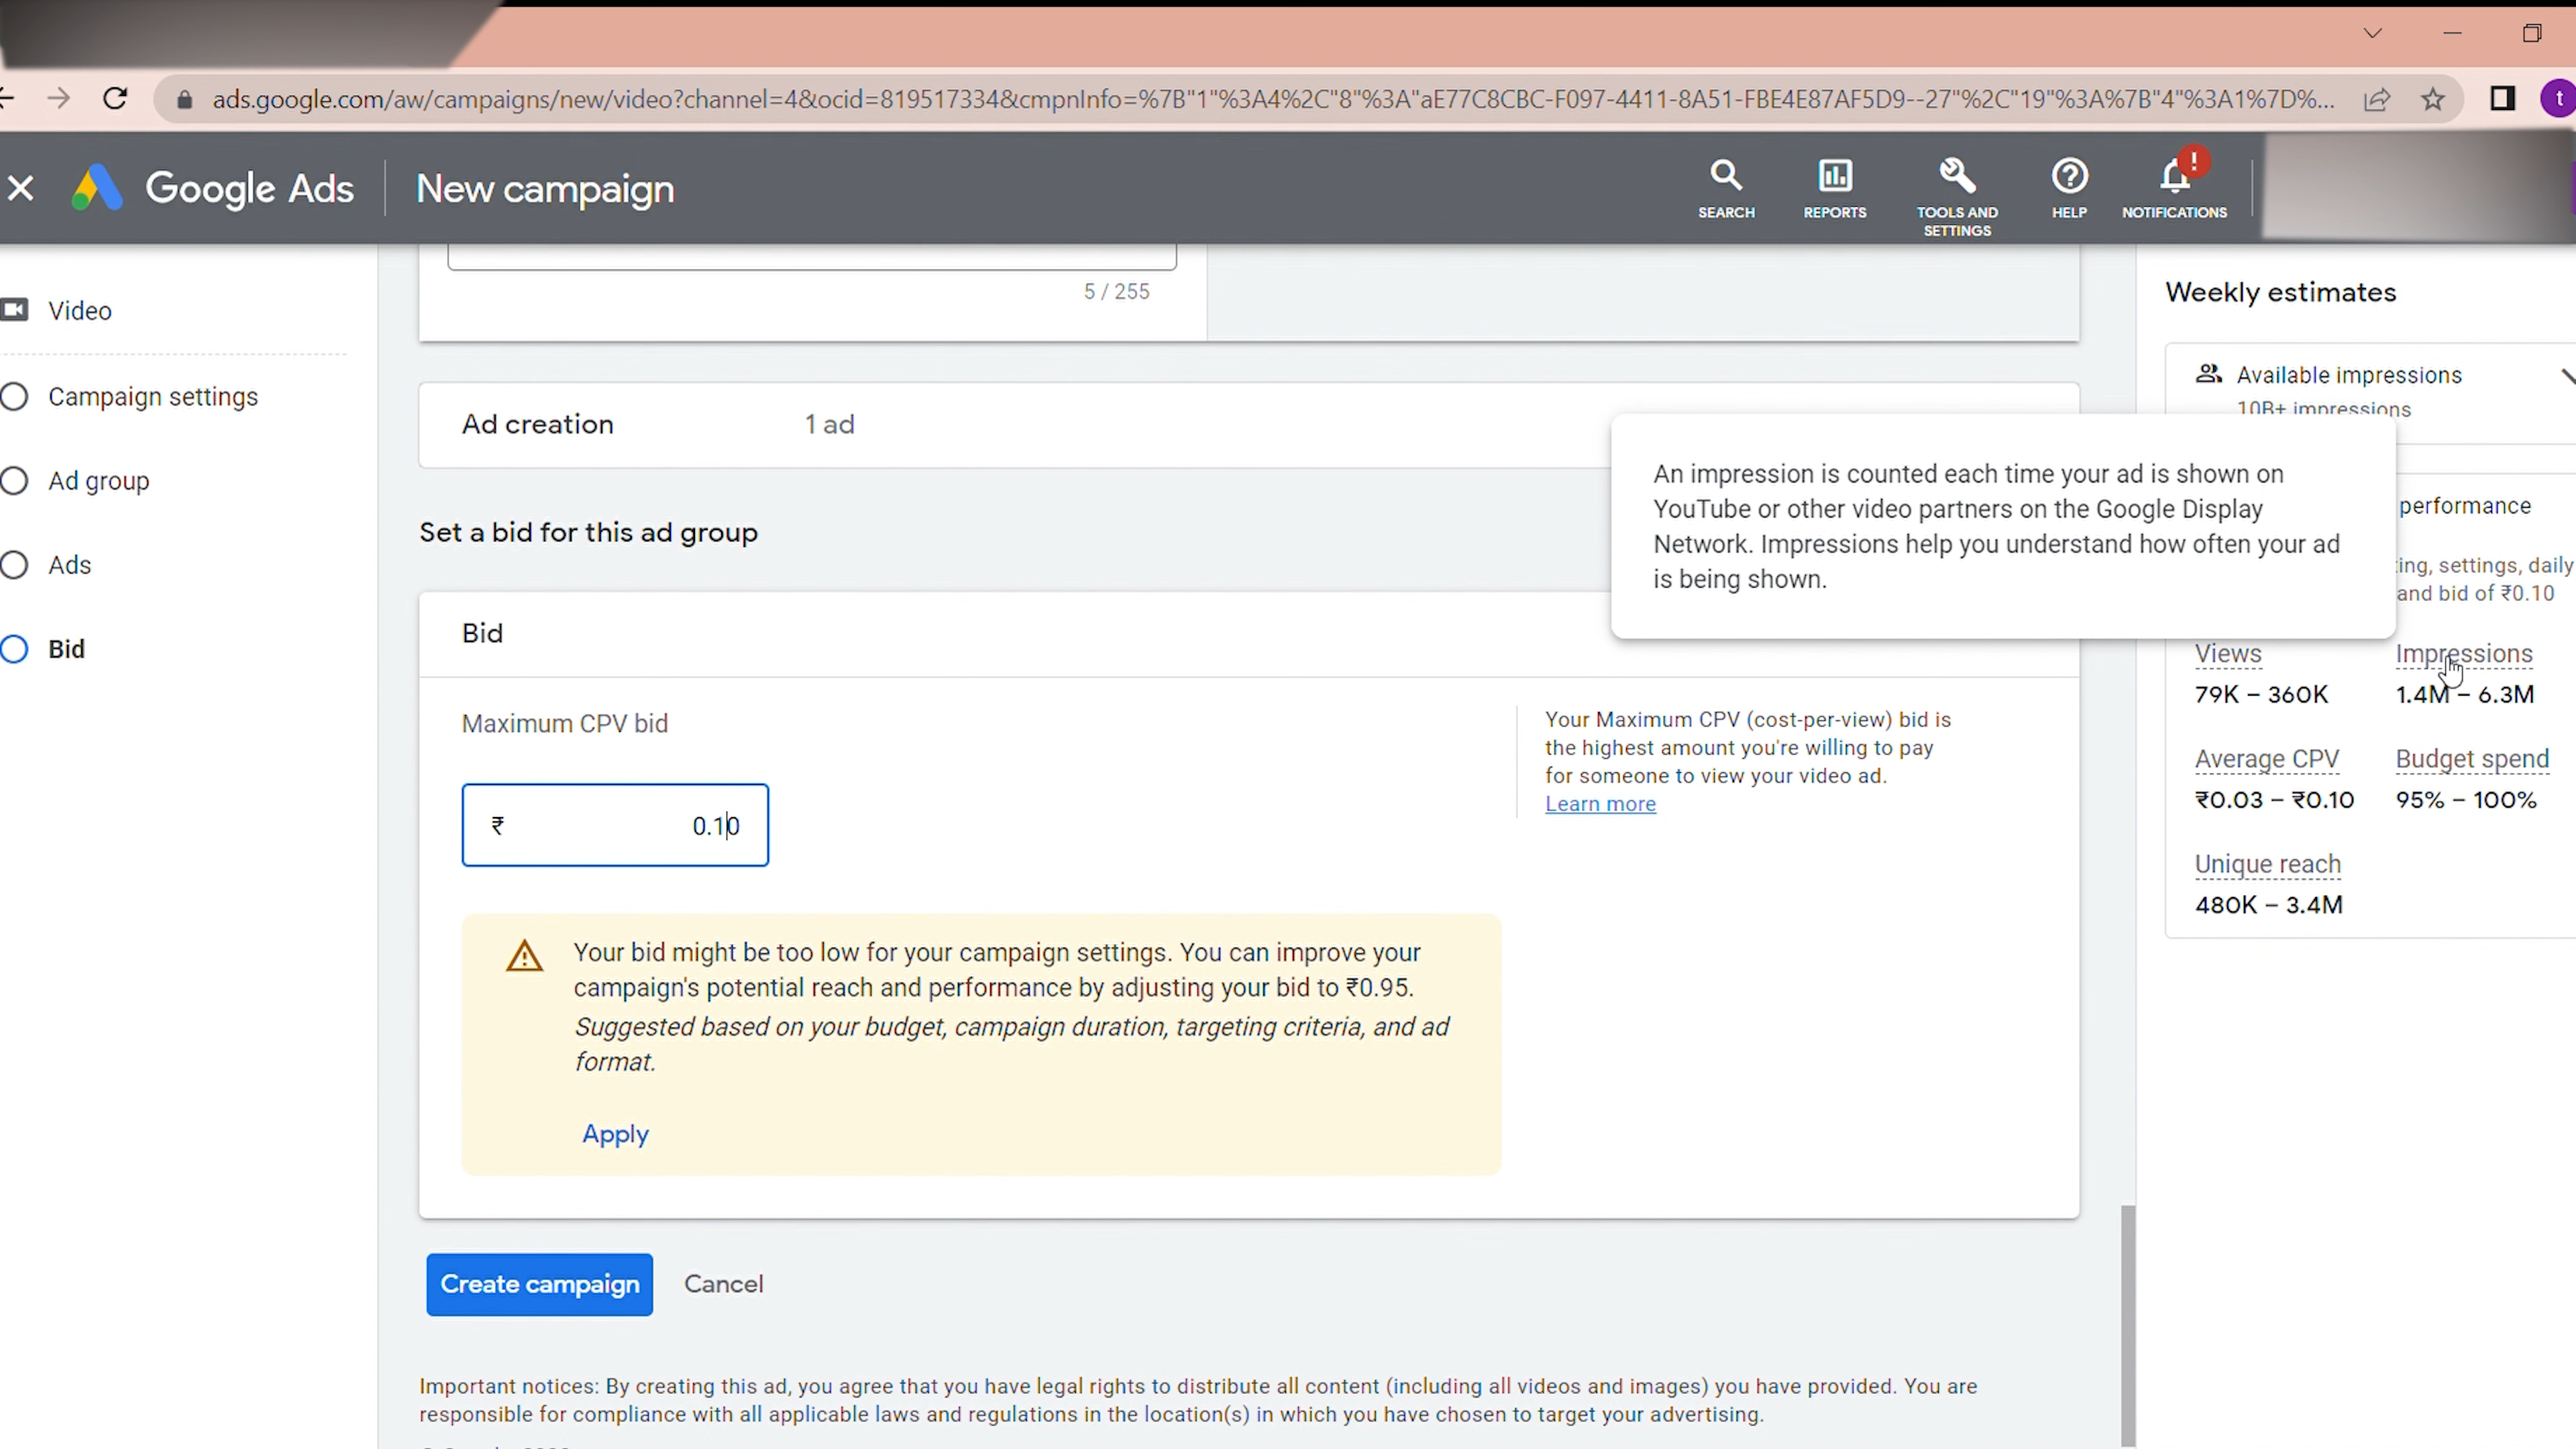 ads.google.com/aw/campaigns/new/video?channel=4&ocid=819517334&cmpnInfo=%7B"1"%3A4%2C"8"%3A"aE77C8CBC-F097-4411-8A51-FBE4E87AF5D9--27"%2C"19"%3A%7B"4"%3A1%7D%...
t
Google Ads
New campaign
SEARCH
REPORTS
TOOLS AND
SETTINGS
HELP
!
NOTIFICATIONS
Video
Campaign settings
Ad group
Ads
Bid
5 / 255
Ad creation
1 ad
Set a bid for this ad group
Bid
Maximum CPV bid
₹ 0.10
Your Maximum CPV (cost-per-view) bid is
the highest amount you're willing to pay
for someone to view your video ad.
Learn more
Your bid might be too low for your campaign settings. You can improve your
campaign's potential reach and performance by adjusting your bid to ₹0.95.
Suggested based on your budget, campaign duration, targeting criteria, and ad
format.
Apply
Create campaign
Cancel
Important notices: By creating this ad, you agree that you have legal rights to distribute all content (including all videos and images) you have provided. You are
responsible for compliance with all applicable laws and regulations in the location(s) in which you have chosen to target your advertising.
Weekly estimates
Available impressions
10B+ impressions
An impression is counted each time your ad is shown on
YouTube or other video partners on the Google Display
Network. Impressions help you understand how often your ad
is being shown.
performance
ing, settings, daily
and bid of ₹0.10
Views
79K – 360K
Impressions
1.4M – 6.3M
Average CPV
₹0.03 – ₹0.10
Budget spend
95% – 100%
Unique reach
480K – 3.4M